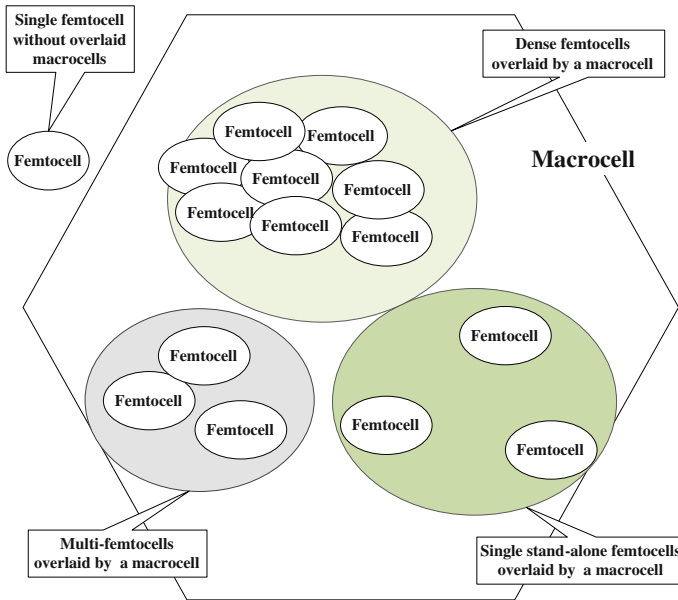 Single femtocell
without overlaid
macrocells
Dense femtocells
overlaid by a macrocell
Femtocell
Macrocell
Femtocell
Femtocell
Femtocell
Femtocell
Femtocell
Femtocell
Femtocell
Femtocell
Femtocell
Femtocell
Femtocell
Femtocell
Femtocell
Femtocell
Multi-femtocells
overlaid by  a macrocell
Single stand-alone femtocells
overlaid by  a macrocell